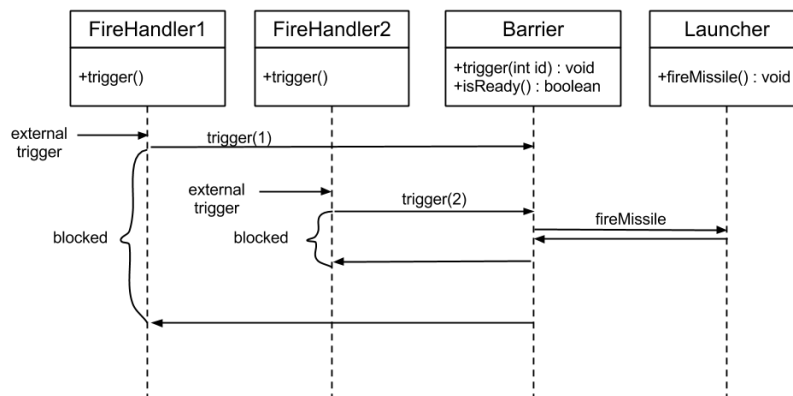 FireHandler1
FireHandler2
Barrier
Launcher
+trigger()
+trigger()
+trigger(int id) : void
+isReady() : boolean
+fireMissile() : void
external
trigger
trigger(1)
external
trigger
trigger(2)
fireMissile
blocked
blocked